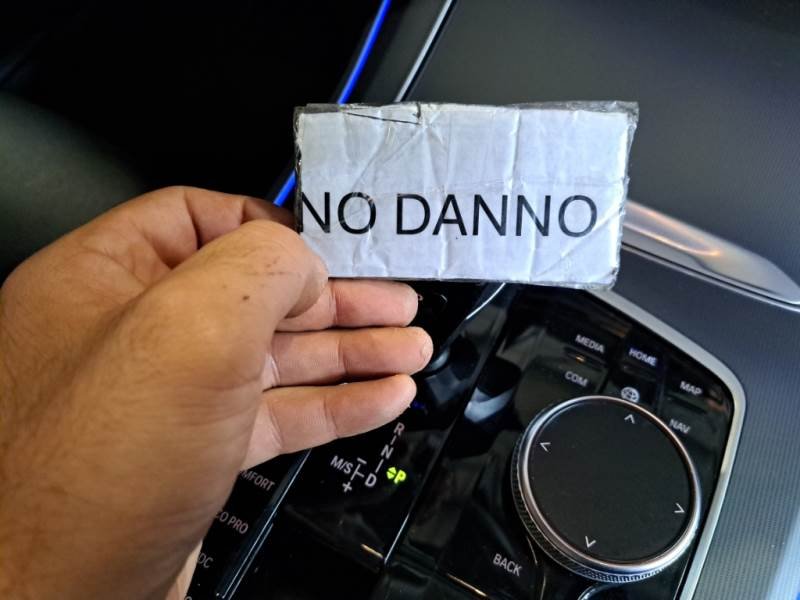 NO DANNO
MEDIA
HOME
MAP
COM
NAV
R
N
M/S
D
P
+
BACK